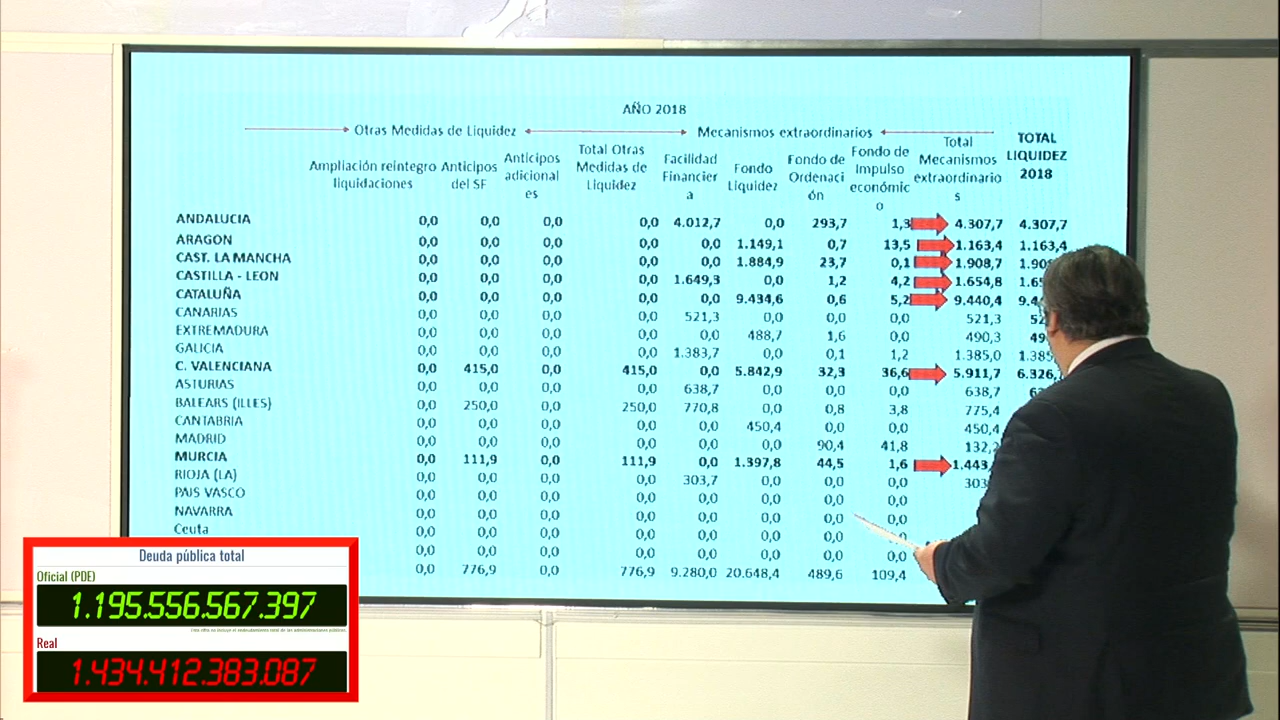 AÑO 2018
Otras Medidas de Liquidez Mecanismos extraordinarios
Ampliación reintegro liquidaciones Anticipos del SF Anticipos adicionales Total Otras Medidas de Liquidez Facilidad Financiera Fondo Liquidez Fondo de Ordenación Fondo de Impulso económico Total Mecanismos extraordinarios TOTAL LIQUIDEZ 2018
ANDALUCIA 0,0 0,0 0,0 0,0 4.012,7 0,0 293,7 1,3 4.307,7 4.307,7
ARAGON 0,0 0,0 0,0 0,0 0,0 1.149,1 0,7 13,5 1.163,4 1.163,4
CAST. LA MANCHA 0,0 0,0 0,0 0,0 0,0 1.884,9 23,7 0,1 1.908,7
CASTILLA - LEON 0,0 0,0 0,0 0,0 1.649,3 0,0 1,2 4,2 1.654,8
CATALUÑA 0,0 0,0 0,0 0,0 0,0 9.434,6 0,6 5,2 9.440,4
CANARIAS 0,0 0,0 0,0 0,0 521,3 0,0 0,0 0,0 521,3
EXTREMADURA 0,0 0,0 0,0 0,0 0,0 488,7 1,6 0,0 490,3
GALICIA 0,0 0,0 0,0 0,0 1.383,7 0,0 0,1 1,2 1.385,0
C. VALENCIANA 0,0 415,0 0,0 415,0 0,0 5.842,9 32,3 36,6 5.911,7
ASTURIAS 0,0 0,0 0,0 0,0 638,7 0,0 0,0 0,0 638,7
BALEARS (ILLES) 0,0 250,0 0,0 250,0 770,8 0,0 0,8 3,8 775,4
CANTABRIA 0,0 0,0 0,0 0,0 0,0 450,4 0,0 0,0 450,4
MADRID 0,0 0,0 0,0 0,0 0,0 0,0 90,4 41,8
MURCIA 0,0 111,9 0,0 111,9 0,0 1.397,8 44,5 1,6
RIOJA (LA) 0,0 0,0 0,0 0,0 303,7 0,0 0,0 0,0
PAIS VASCO 0,0 0,0 0,0 0,0 0,0 0,0 0,0 0,0
NAVARRA 0,0 0,0 0,0 0,0 0,0 0,0 0,0 0,0
Ceuta 0,0 0,0 0,0 0,0 0,0 0,0 0,0 0,0
0,0 0,0 0,0 0,0 0,0 0,0 0,0 0,0
0,0 776,9 0,0 776,9 9.280,0 20.648,4 489,6 109,4
Deuda pública total
Oficial (PDE)
1.195.556.567.397
Real
1.434.412.383.087